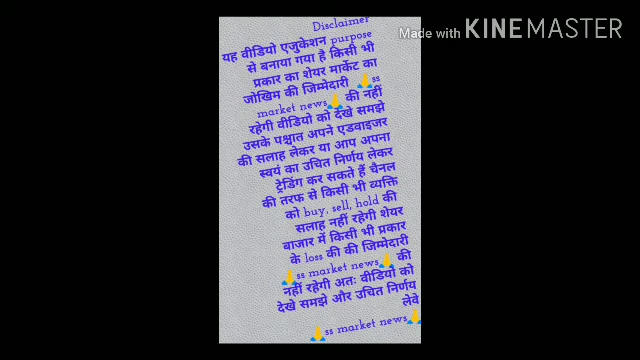 Made with KINEMASTER
Disclaimer
यह वीडियो एजुकेशन purpose
से बनाया गया है किसी भी
प्रकार का शेयर मार्केट का
जोखिम की जिम्मेदारी 🙏ss
market news🙏 की नहीं
रहेगी वीडियो को देखे समझे
उसके पश्चात अपने एडवाइजर
की सलाह लेकर या आप अपना
स्वयं का उचित निर्णय लेकर
ट्रेडिंग कर सकते हैं चैनल
की तरफ से किसी भी व्यक्ति
को buy, sell, hold की
सलाह नहीं रहेगी शेयर
बाजार में किसी भी प्रकार
के loss की की जिम्मेदारी
🙏ss market news🙏 की
नहीं रहेगी अतः वीडियो को
देखे समझे और उचित निर्णय
लेवे
🙏ss market news🙏